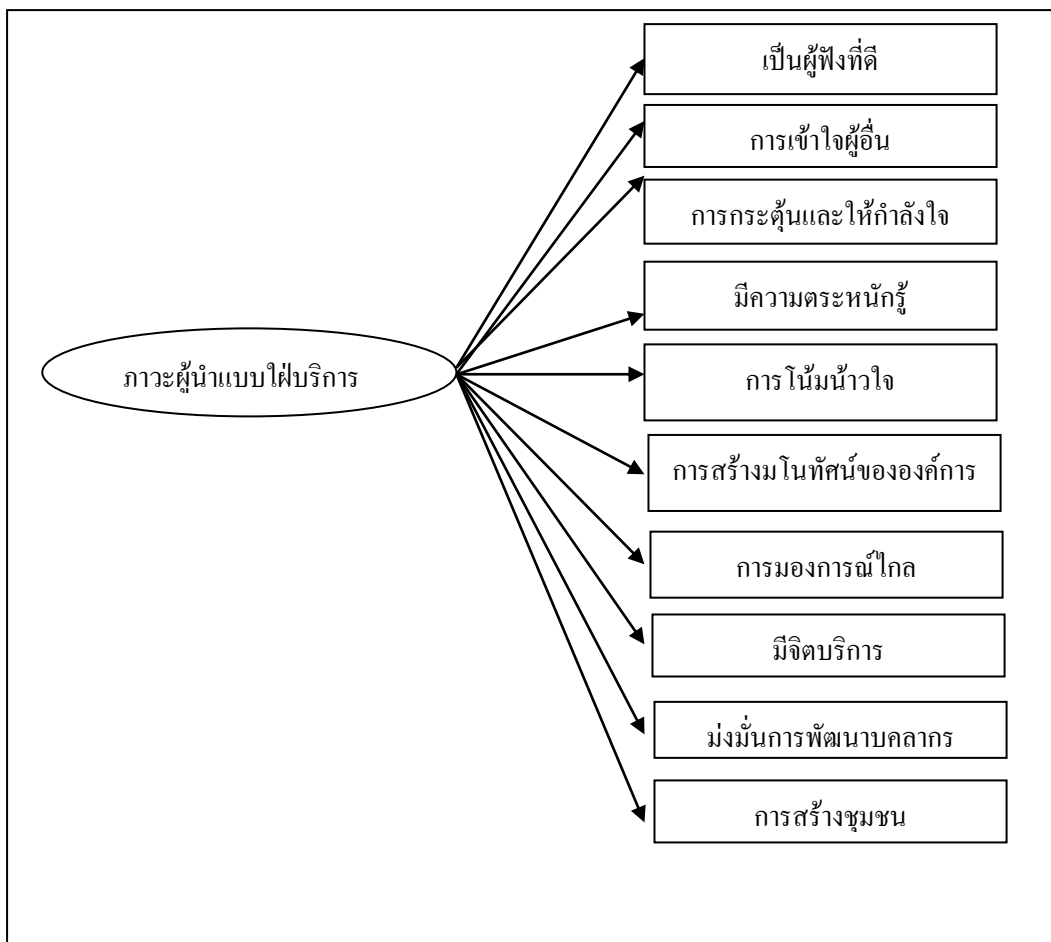 เป็นผู้ฟังที่ดี
การเข้าใจผู้อื่น
การกระตุ้นและให้กำลังใจ
มีความตระหนักรู้
ภาวะผู้นำแบบใฝ่บริการ
การโน้มน้าวใจ
การสร้างมโนทัศน์ขององค์การ
การมองการณ์ไกล
มีจิตบริการ
ม่งมั่นการพัฒนาบคลากร
การสร้างชุมชน